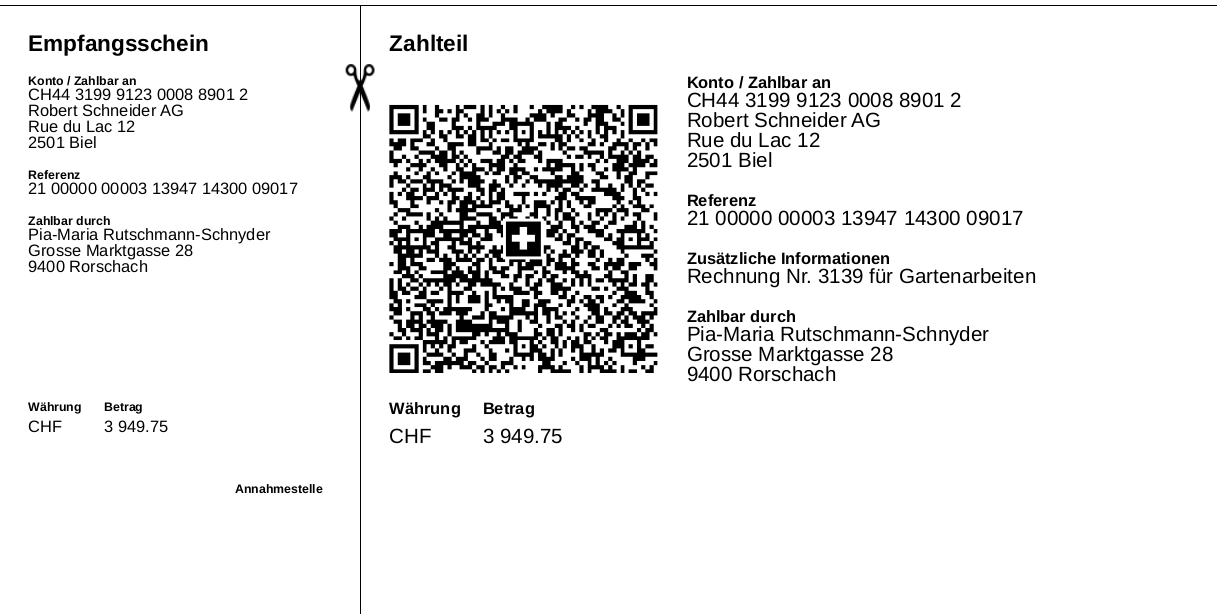 Empfangsschein
Konto / Zahlbar an
CH44 3199 9123 0008 8901 2
Robert Schneider AG
Rue du Lac 12
2501 Biel
Referenz
21 00000 00003 13947 14300 09017
Zahlbar durch
Pia-Maria Rutschmann-Schnyder
Grosse Marktgasse 28
9400 Rorschach
Währung Betrag
CHF 3 949.75
Annahmestelle
Zahlteil
Währung Betrag
CHF 3 949.75
Konto / Zahlbar an
CH44 3199 9123 0008 8901 2
Robert Schneider AG
Rue du Lac 12
2501 Biel
Referenz
21 00000 00003 13947 14300 09017
Zusätzliche Informationen
Rechnung Nr. 3139 für Gartenarbeiten
Zahlbar durch
Pia-Maria Rutschmann-Schnyder
Grosse Marktgasse 28
9400 Rorschach